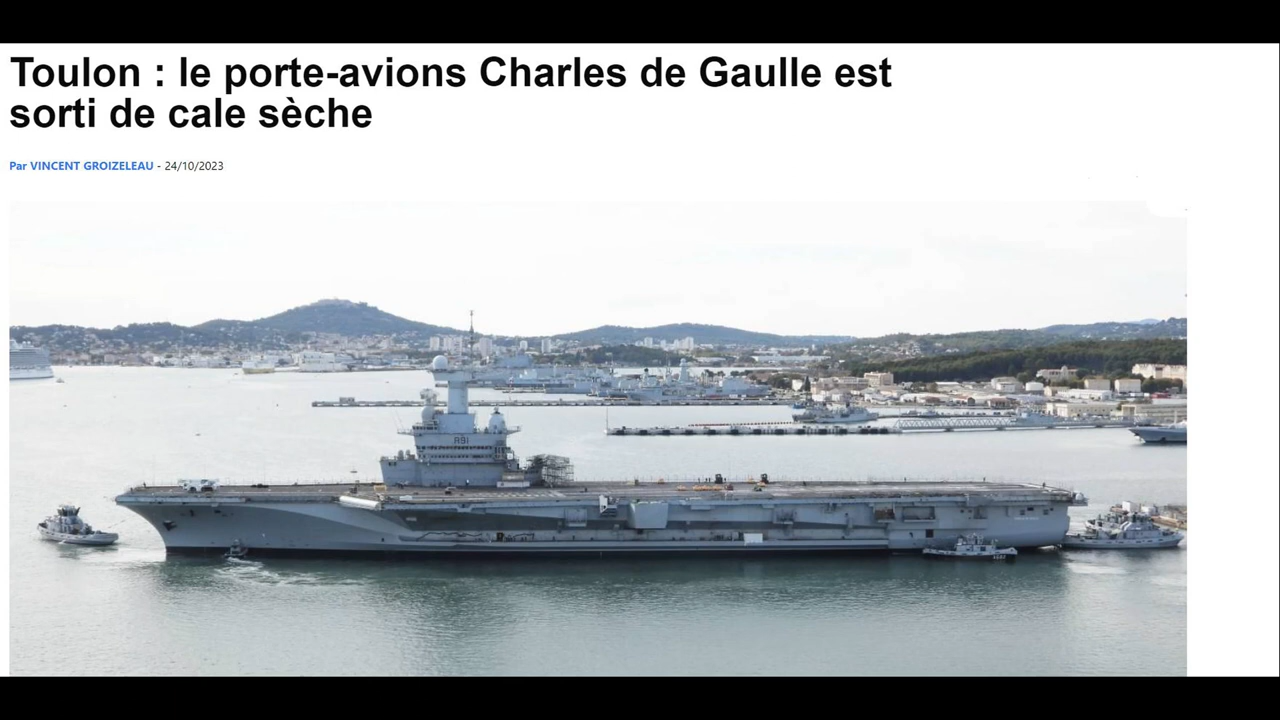 Toulon : le porte-avions Charles de Gaulle est
sorti de cale sèche
Par VINCENT GROIZELEAU - 24/10/2023
R91